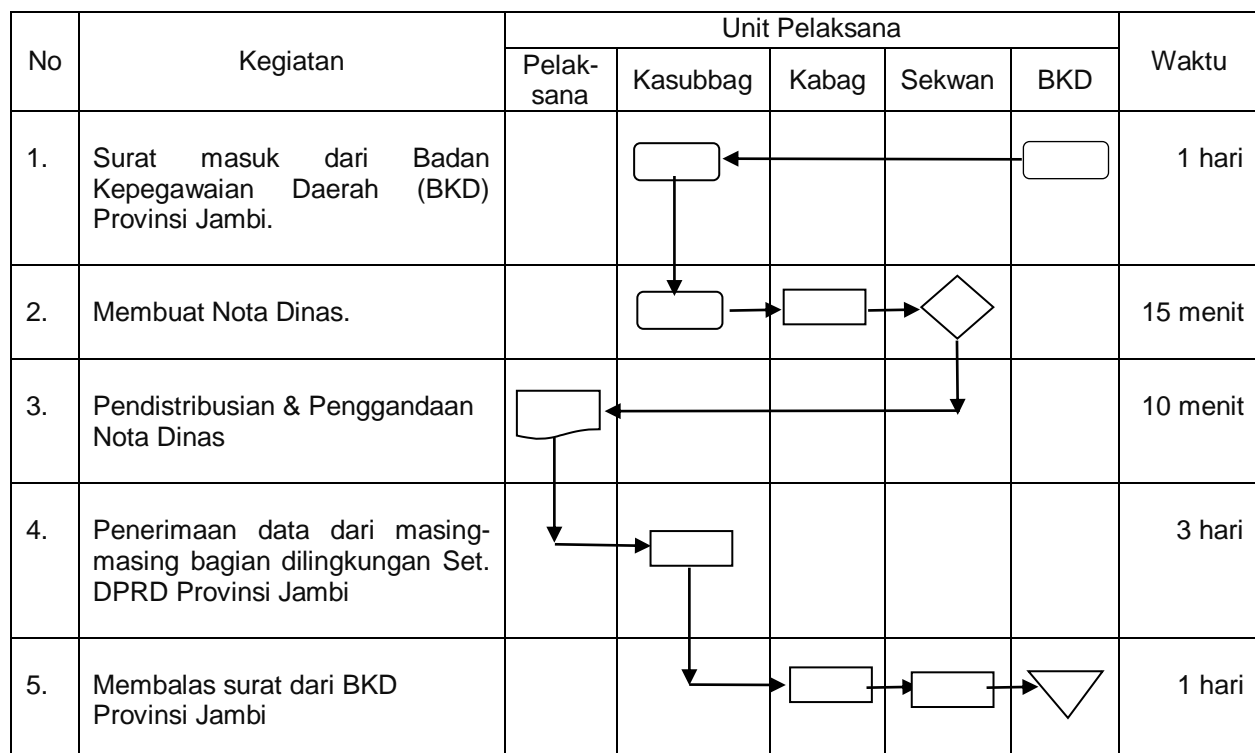 No
Kegiatan
Unit Pelaksana
Waktu
Pelak-
sana
Kasubbag
Kabag
Sekwan
BKD
1.
Surat masuk dari Badan
Kepegawaian Daerah (BKD)
Provinsi Jambi.
1 hari
2.
Membuat Nota Dinas.
15 menit
3.
Pendistribusian & Penggandaan
Nota Dinas
10 menit
4.
Penerimaan data dari masing-
masing bagian dilingkungan Set.
DPRD Provinsi Jambi
3 hari
5.
Membalas surat dari BKD
Provinsi Jambi
1 hari